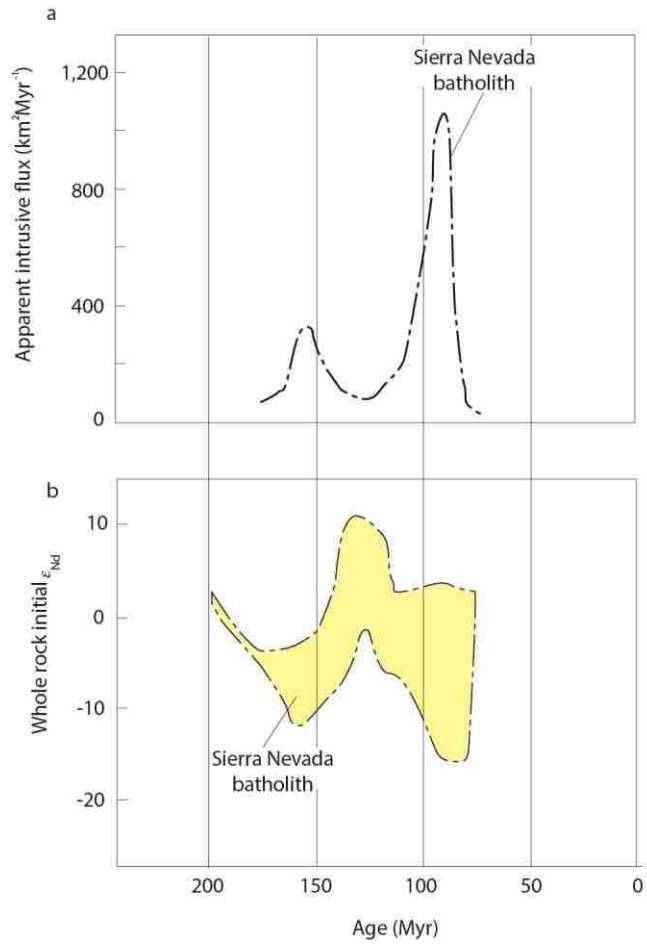 a
Apparent intrusive flux (km²Myr⁻¹)
1,200
800
400
0
Sierra Nevada
batholith
b
Whole rock initial εNd
10
0
-10
-20
Sierra Nevada
batholith
200
150
100
50
0
Age (Myr)